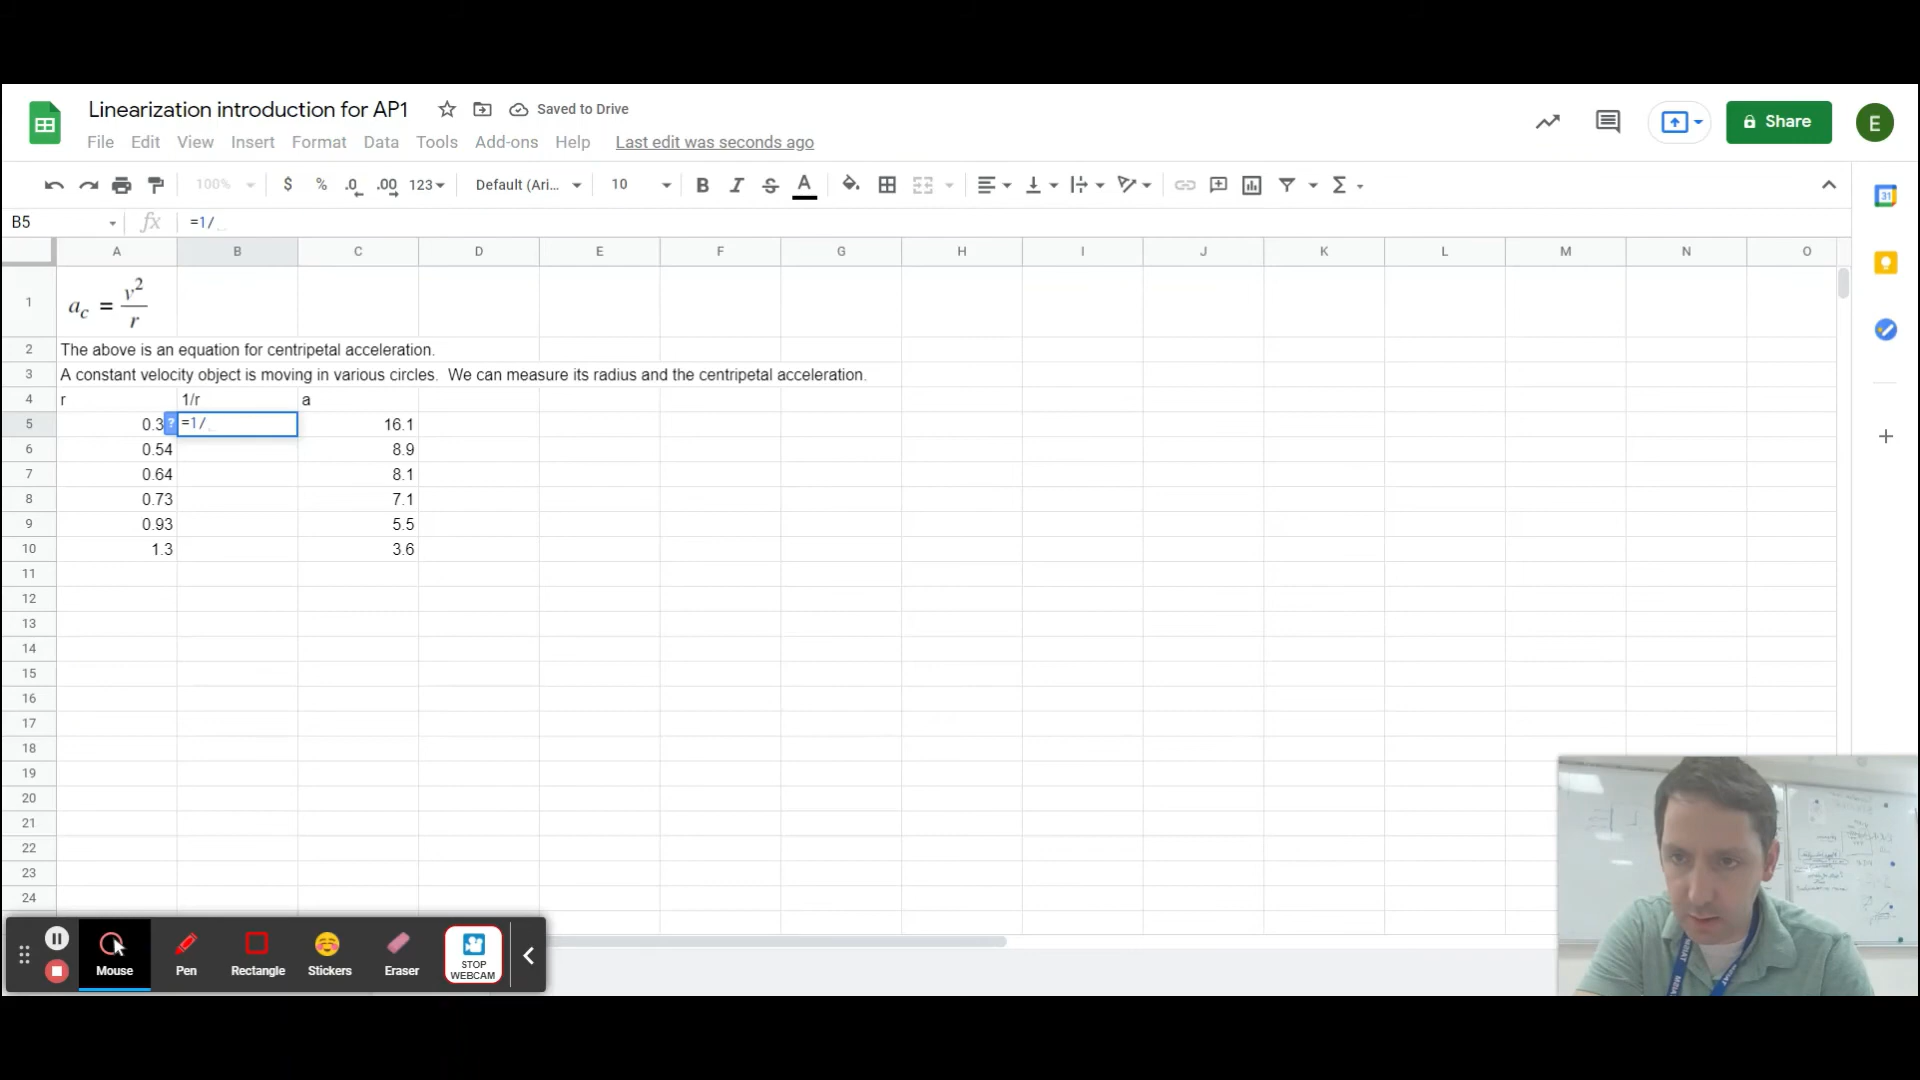 Linearization introduction for AP1 Saved to Drive
File Edit View Insert Format Data Tools Add-ons Help Last edit was seconds ago
Share E
100% $ % .0 .00 123 Default (Ari... 10 B I S A Σ
31
B5 fx =1/
A B C D E F G H I J K L M N O
1 a_c = v²/r
2 The above is an equation for centripetal acceleration.
3 A constant velocity object is moving in various circles. We can measure its radius and the centripetal acceleration.
4 r 1/r a
5 0.3 ? =1/ 16.1
6 0.54 8.9
7 0.64 8.1
8 0.73 7.1
9 0.93 5.5
10 1.3 3.6
11
12
13
14
15
16
17
18
19
20
21
22
23
24
Mouse Pen Rectangle Stickers Eraser STOP WEBCAM